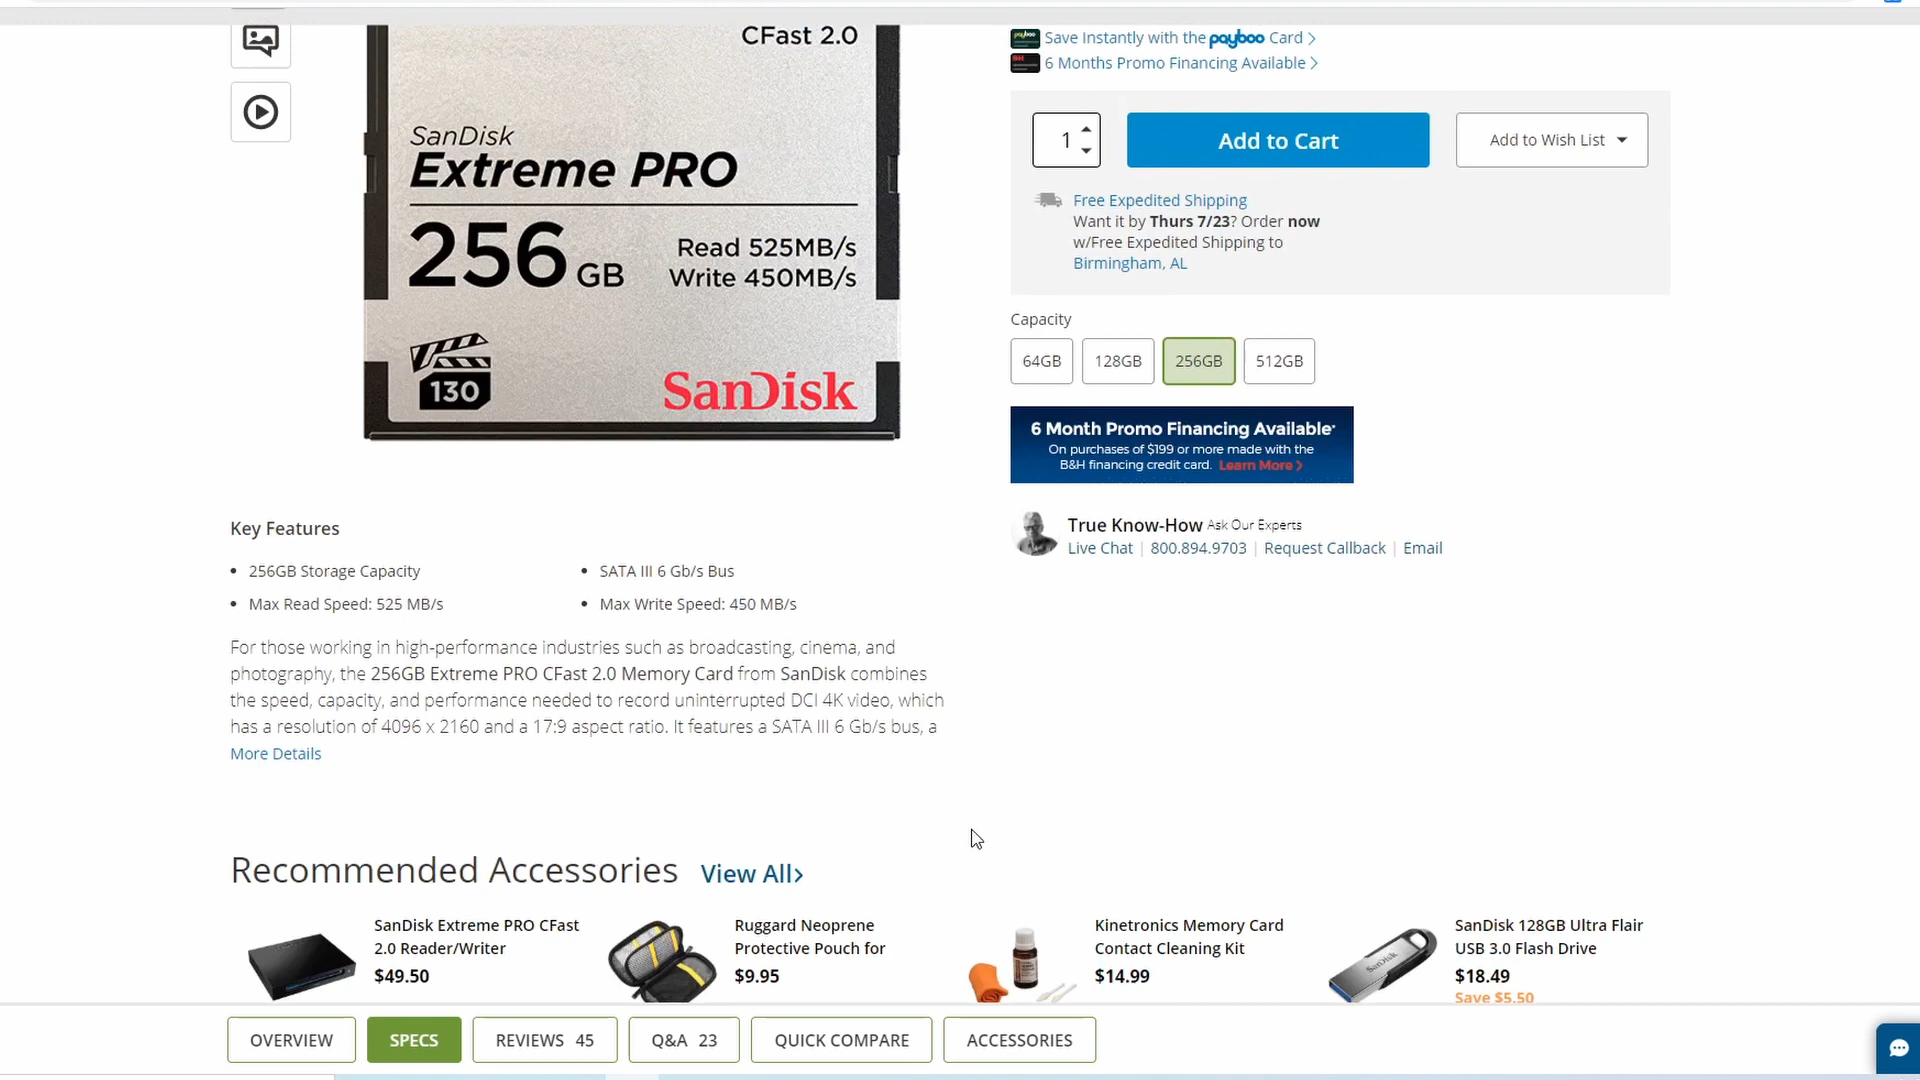 CFast 2.0
SanDisk
Extreme PRO
256 GB
Read 525MB/s
Write 450MB/s
130
SanDisk
Save Instantly with the payboo Card >
6 Months Promo Financing Available >
1
Add to Cart
Add to Wish List
Free Expedited Shipping
Want it by Thurs 7/23? Order now
w/Free Expedited Shipping to
Birmingham, AL
Capacity
64GB
128GB
256GB
512GB
6 Month Promo Financing Available*
On purchases of $199 or more made with the
B&H financing credit card. Learn More >
True Know-How Ask Our Experts
Live Chat | 800.894.9703 | Request Callback | Email
Key Features
• 256GB Storage Capacity
• SATA III 6 Gb/s Bus
• Max Read Speed: 525 MB/s
• Max Write Speed: 450 MB/s
For those working in high-performance industries such as broadcasting, cinema, and
photography, the 256GB Extreme PRO CFast 2.0 Memory Card from SanDisk combines
the speed, capacity, and performance needed to record uninterrupted DCI 4K video, which
has a resolution of 4096 x 2160 and a 17:9 aspect ratio. It features a SATA III 6 Gb/s bus, a
More Details
Recommended Accessories View All>
SanDisk Extreme PRO CFast
2.0 Reader/Writer
$49.50
Ruggard Neoprene
Protective Pouch for
$9.95
Kinetronics Memory Card
Contact Cleaning Kit
$14.99
SanDisk 128GB Ultra Flair
USB 3.0 Flash Drive
$18.49
Save $5.50
SanDisk
OVERVIEW
SPECS
REVIEWS 45
Q&A 23
QUICK COMPARE
ACCESSORIES